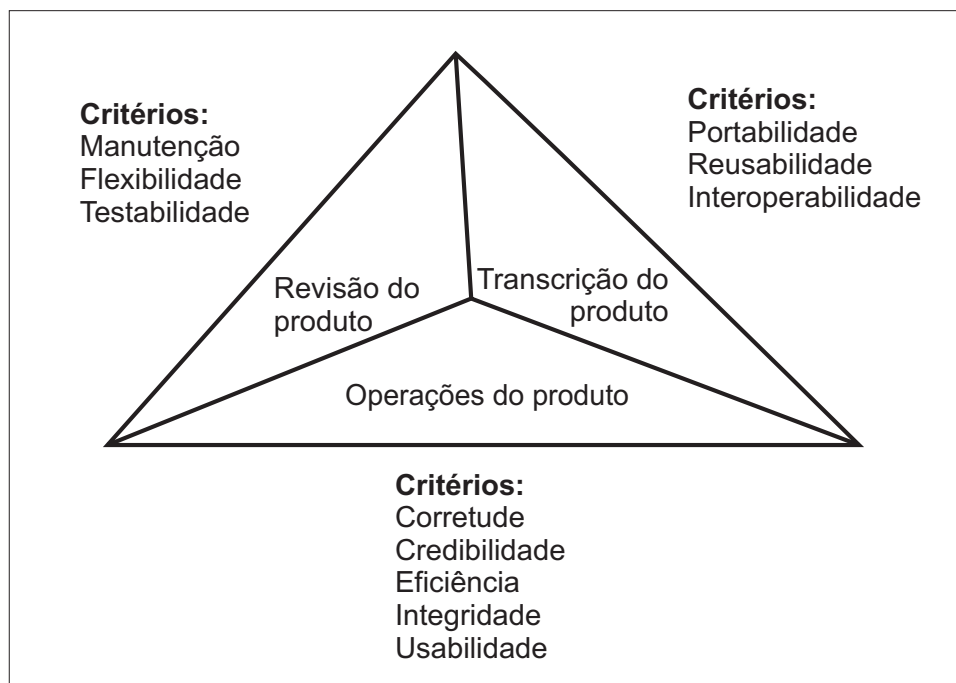 Critérios:
Manutenção
Flexibilidade
Testabilidade
Critérios:
Portabilidade
Reusabilidade
Interoperabilidade
Revisão do
produto
Transcrição do
produto
Operações do produto
Critérios:
Corretude
Credibilidade
Eficiência
Integridade
Usabilidade